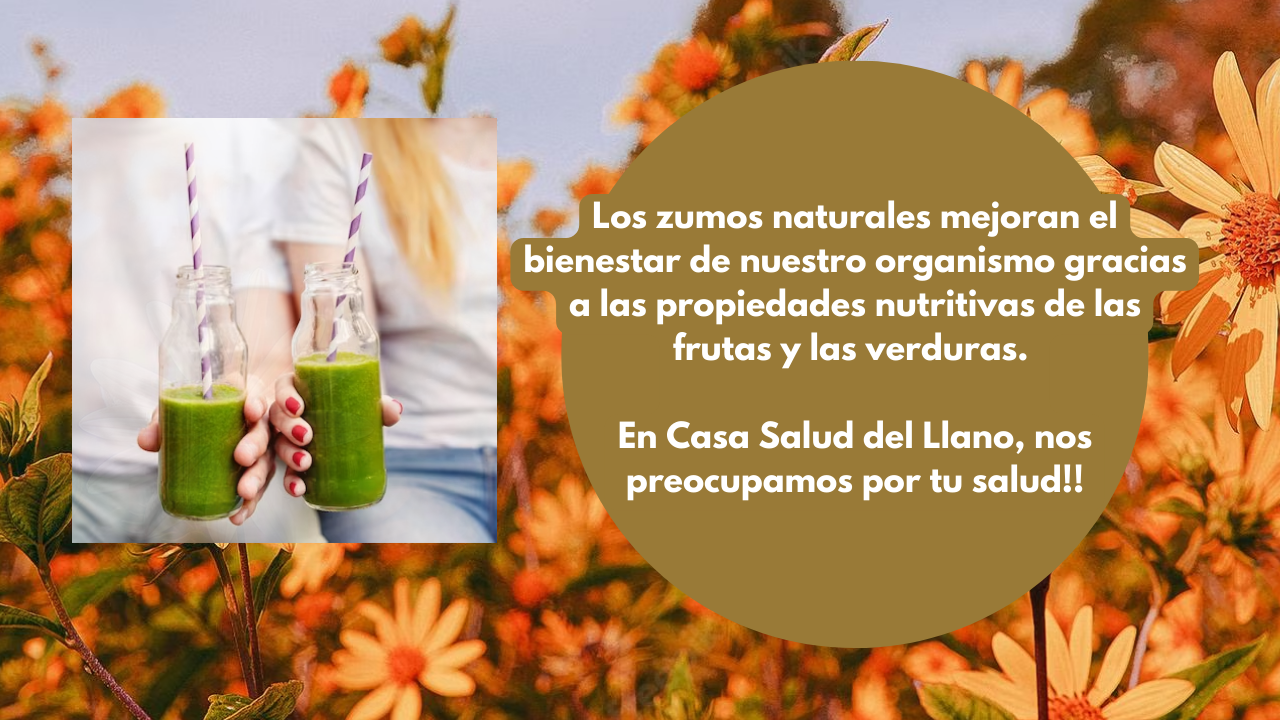 Los zumos naturales mejoran el
bienestar de nuestro organismo gracias
a las propiedades nutritivas de las
frutas y las verduras.
En Casa Salud del Llano, nos
preocupamos por tu salud!!